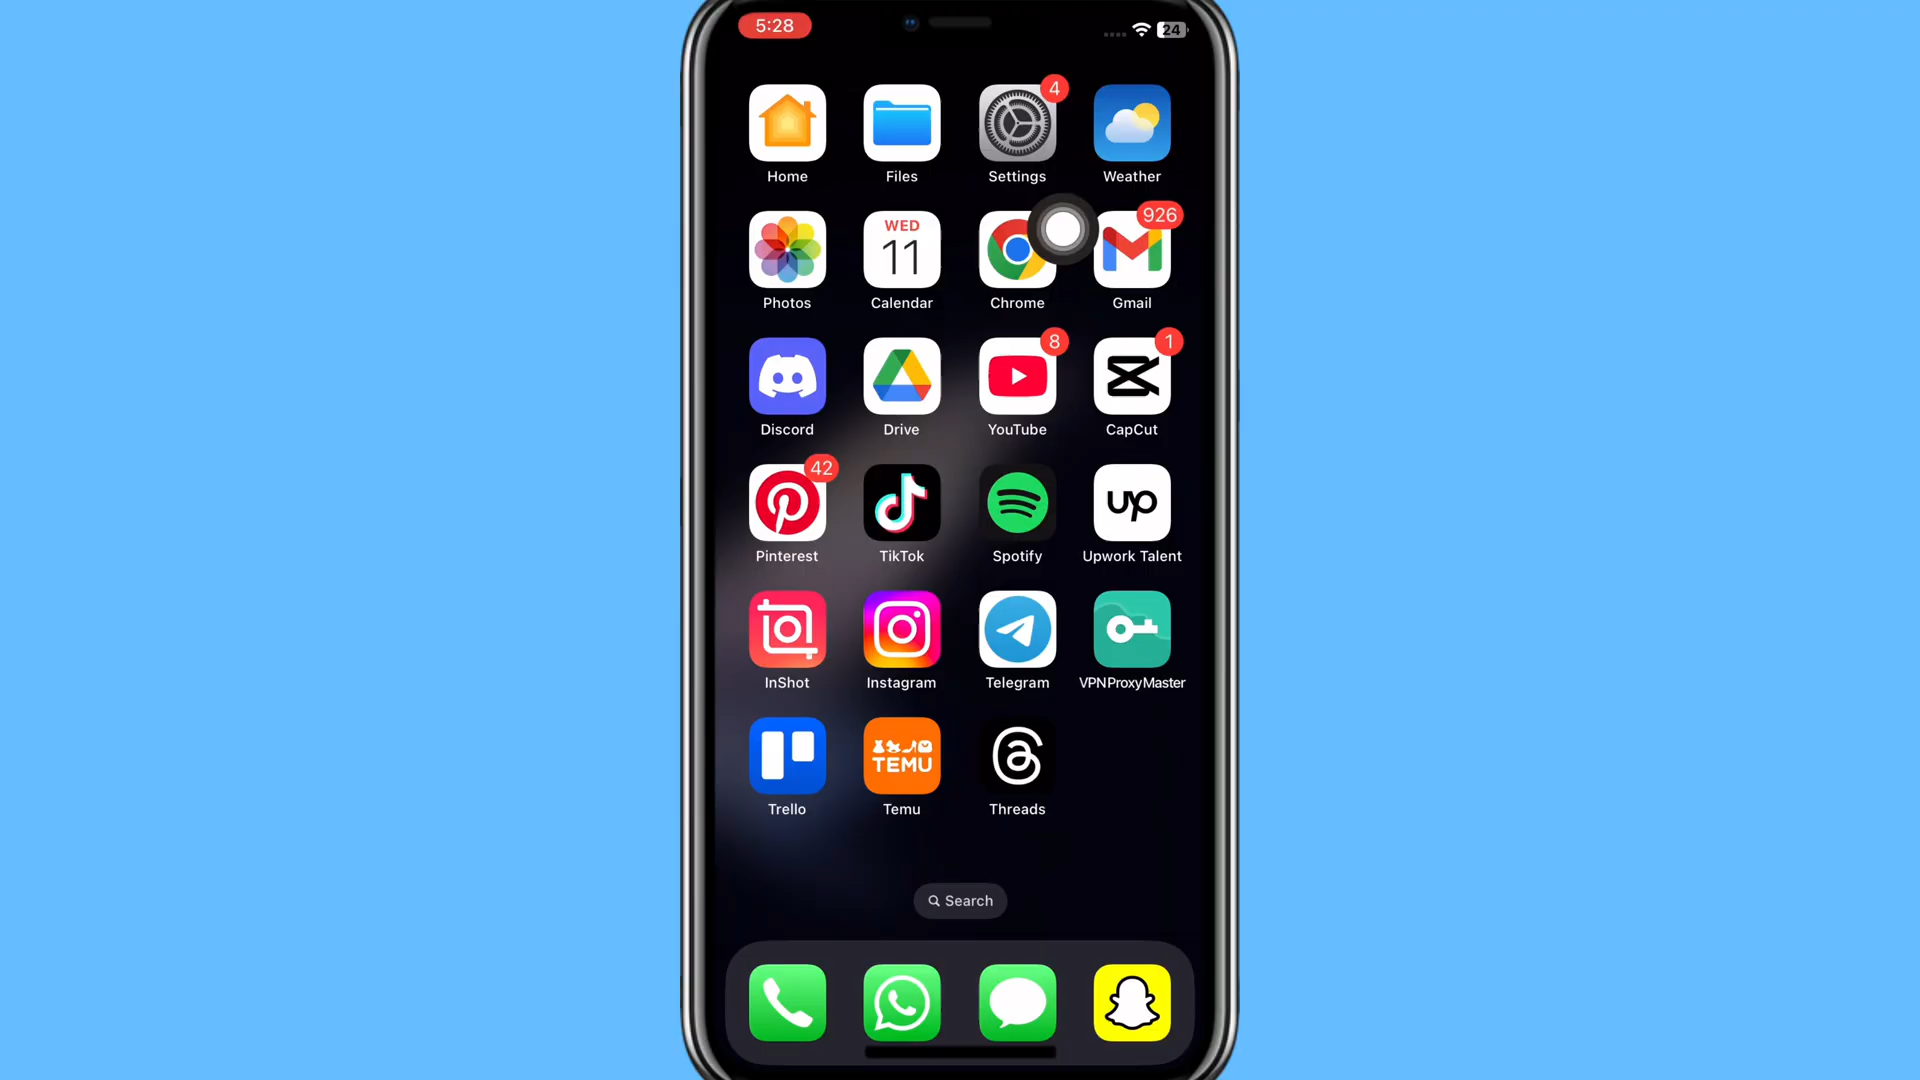 5:28
24
4
Home
Files
Settings
Weather
WED
11
926
Photos
Calendar
Chrome
Gmail
8
1
Discord
Drive
YouTube
CapCut
42
up
Pinterest
TikTok
Spotify
Upwork Talent
InShot
Instagram
Telegram
VPNProxyMaster
TEMU
Trello
Temu
Threads
Search